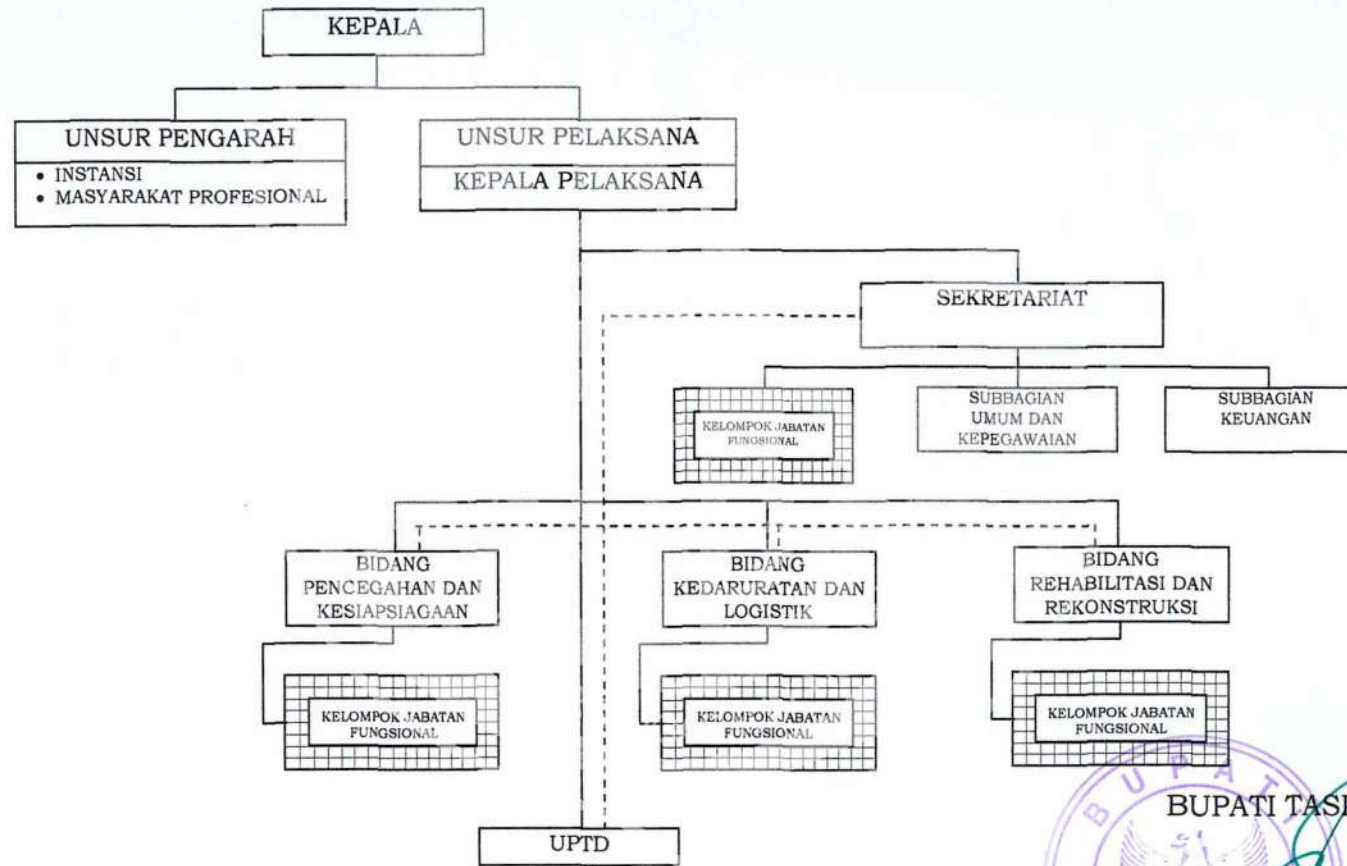 KEPALA
UNSUR PENGARAH
• INSTANSI
• MASYARAKAT PROFESIONAL
UNSUR PELAKSANA
KEPALA PELAKSANA
SEKRETARIAT
KELOMPOK JABATAN
FUNGSIONAL
SUBBAGIAN
UMUM DAN
KEPEGAWAIAN
SUBBAGIAN
KEUANGAN
BIDANG
PENCEGAHAN DAN
KESIAPSIAGAAN
BIDANG
KEDARURATAN DAN
LOGISTIK
BIDANG
REHABILITASI DAN
REKONSTRUKSI
KELOMPOK JABATAN
FUNGSIONAL
KELOMPOK JABATAN
FUNGSIONAL
KELOMPOK JABATAN
FUNGSIONAL
BUPATI
BUPATI
UPTD